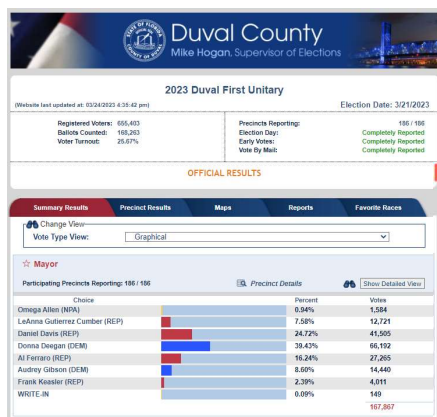 Duval County
Mike Hogan, Supervisor of Elections
2023 Duval First Unitary
(Website last updated at: 03/24/2023 4:35:42 pm) Election Date: 3/21/2023
Registered Voters: 655,403 Precincts Reporting: 186 / 186
Ballots Counted: 168,263 Election Day: Completely Reported
Voter Turnout: 25.67% Early Votes: Completely Reported
Vote By Mail: Completely Reported
OFFICIAL RESULTS
Summary Results Precinct Results Maps Reports Favorite Races
Change View
Vote Type View: Graphical
☆ Mayor
Participating Precincts Reporting: 186 / 186 Precinct Details Show Detailed View
Choice Percent Votes
Omega Allen (NPA) 0.94% 1,584
LeAnna Gutierrez Cumber (REP) 7.58% 12,721
Daniel Davis (REP) 24.72% 41,505
Donna Deegan (DEM) 39.43% 66,192
Al Ferraro (REP) 16.24% 27,265
Audrey Gibson (DEM) 8.60% 14,440
Frank Keasler (REP) 2.39% 4,011
WRITE-IN 0.09% 149
167,867